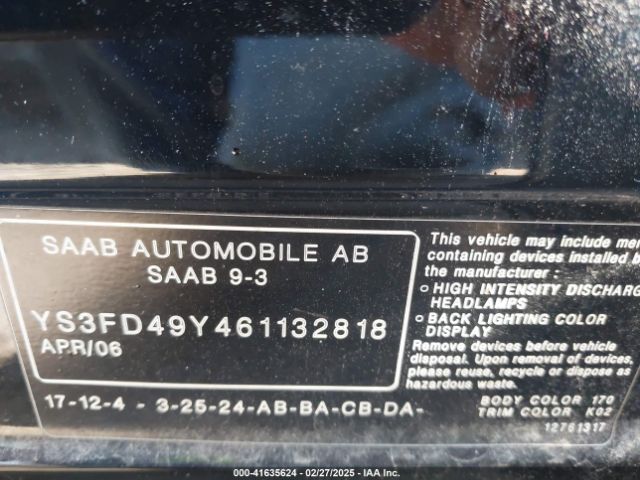 SAAB AUTOMOBILE AB
SAAB 9-3
YS3FD49Y461132818
APR/06
17-12-4 - 3-25-24-AB-BA-CB-DA-
This vehicle may include
containing devices installed
the manufacturer :
○ HIGH INTENSITY
HEADLAMPS
○ BACK LIGHTING COLOR
DISPLAY
Remove devices before vehicle
disposal. Upon removal of devices,
please reuse, recycle or dispose as
hazardous waste.
BODY COLOR 170
TRIM COLOR K02
12761317
000-41635624 - 02/27/2025 - IAA Inc.